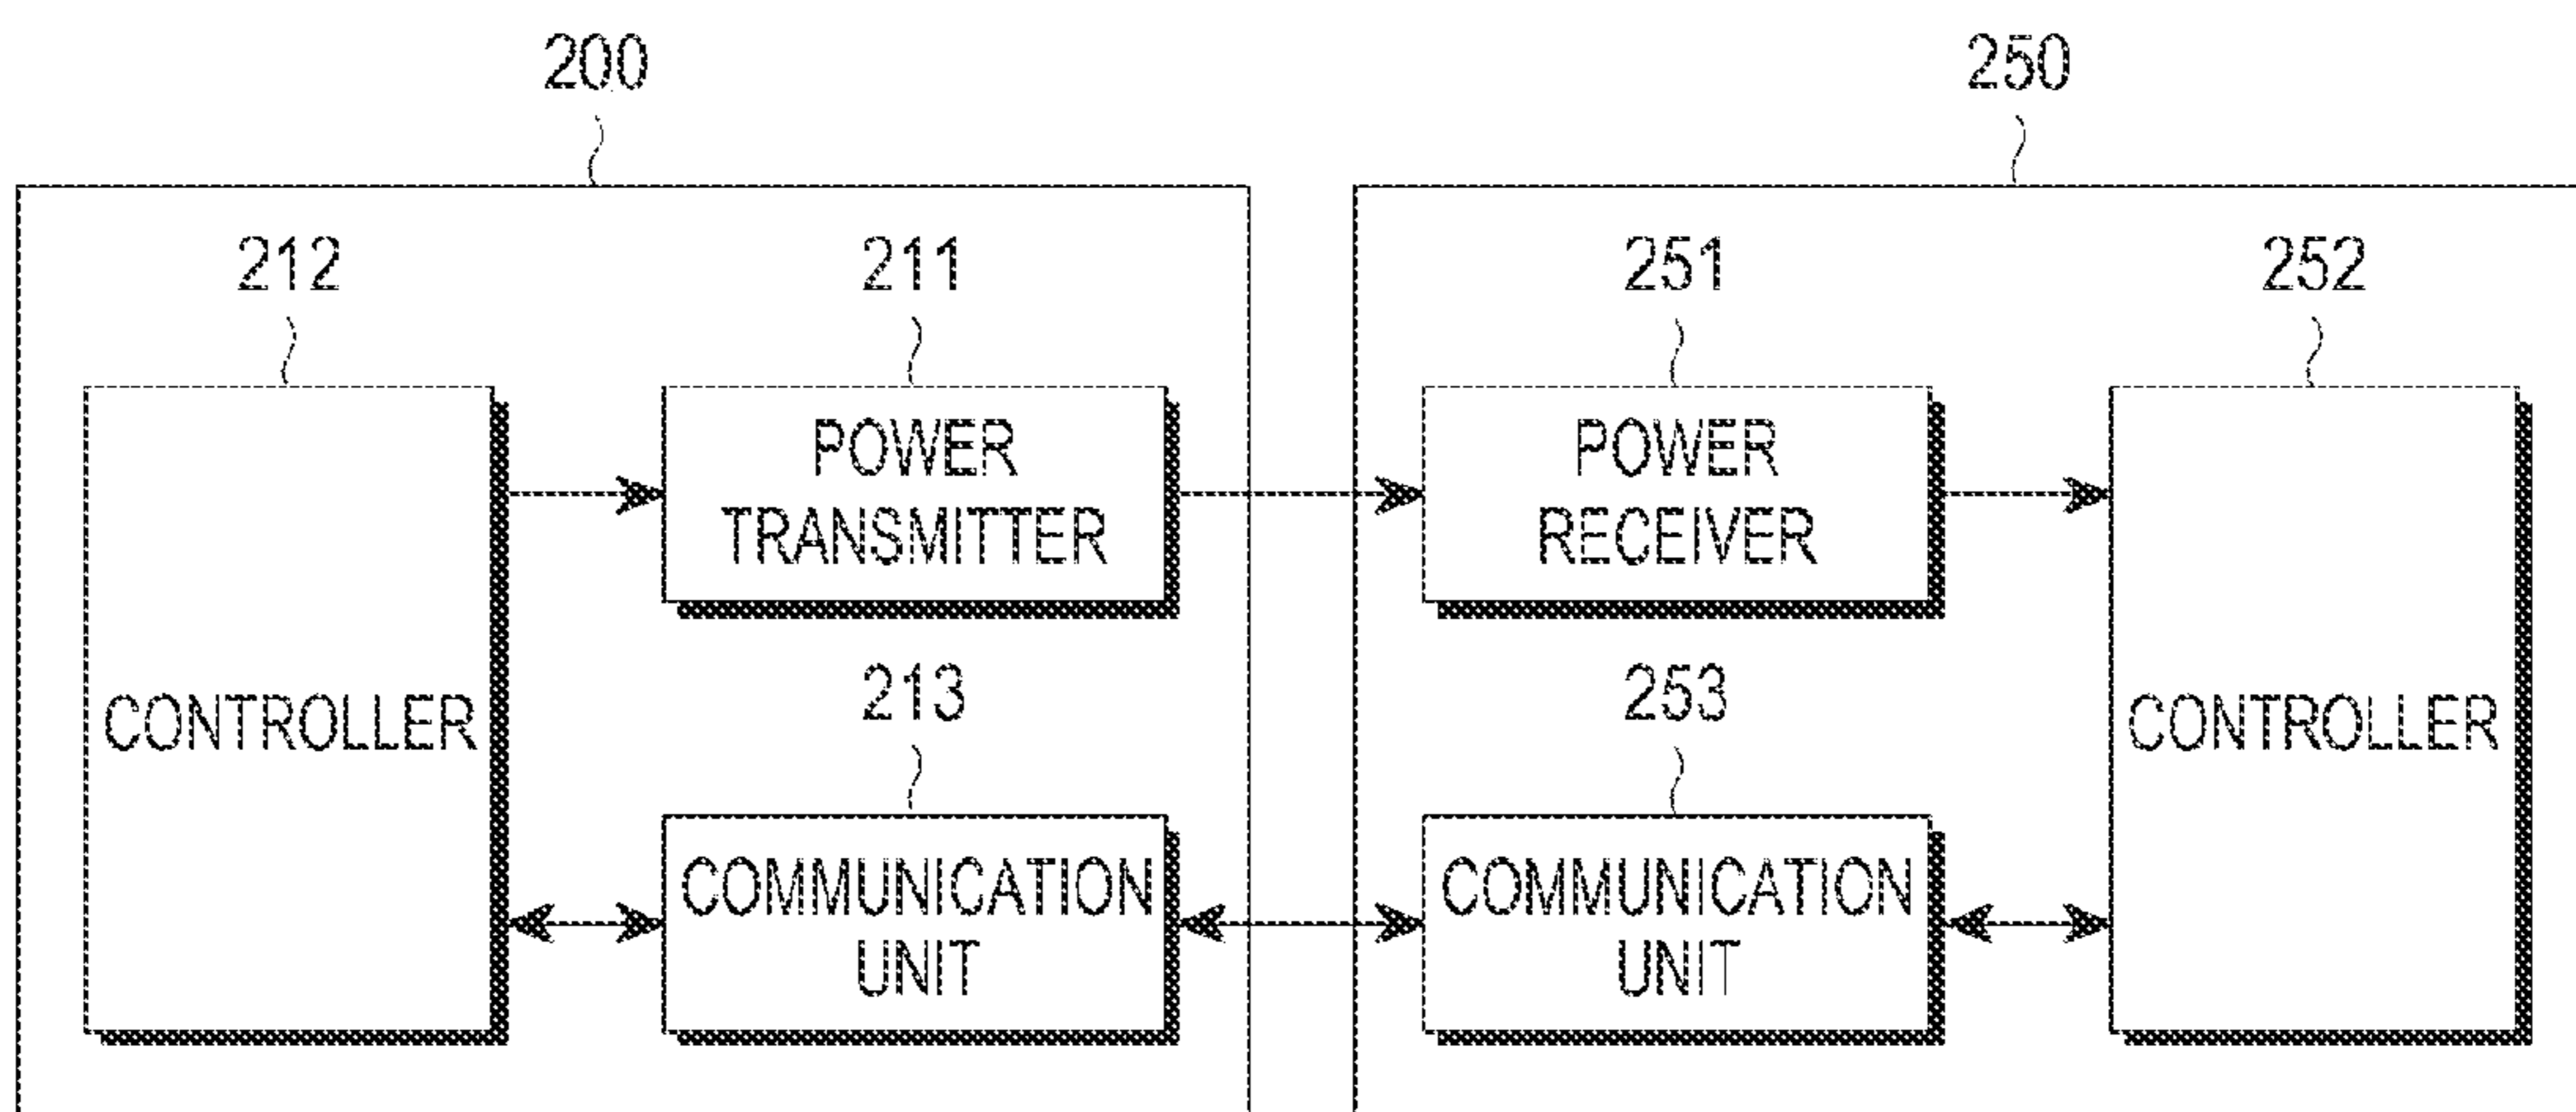 200
250
212
211
251
252
POWER
TRANSMITTER
POWER
RECEIVER
CONTROLLER
213
253
CONTROLLER
COMMUNICATION
UNIT
COMMUNICATION
UNIT